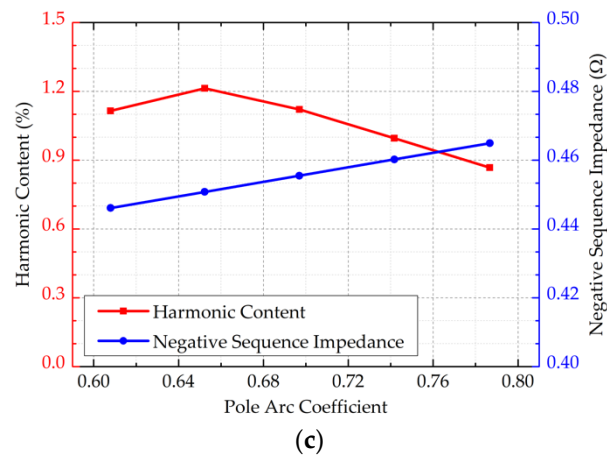 1.5
1.2
0.9
0.6
0.3
0.0
Harmonic Content (%)
0.50
0.48
0.46
0.44
0.42
0.40
Negative Sequence Impedance (Ω)
Harmonic Content
Negative Sequence Impedance
0.60 0.64 0.68 0.72 0.76 0.80
Pole Arc Coefficient
(c)